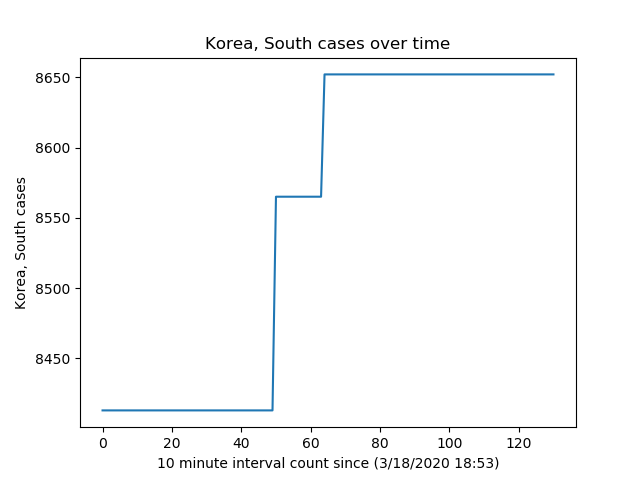 Korea, South cases over time
8650
8600
8550
8500
8450
Korea, South cases
0 20 40 60 80 100 120
10 minute interval count since (3/18/2020 18:53)